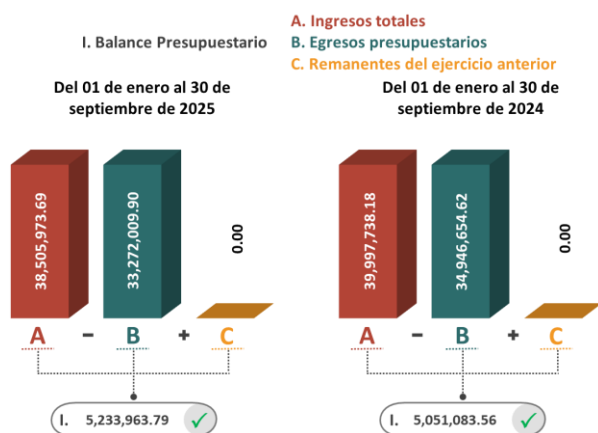 A. Ingresos totales
I. Balance Presupuestario
B. Egresos presupuestarios
C. Remanentes del ejercicio anterior
Del 01 de enero al 30 de
septiembre de 2025
38,505,973.69
33,272,009.90
0.00
A - B + C
I. 5,233,963.79
Del 01 de enero al 30 de
septiembre de 2024
39,997,738.18
34,946,654.62
0.00
A - B + C
I. 5,051,083.56